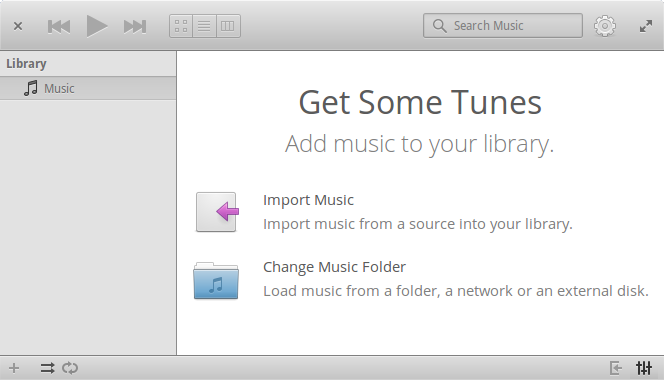 Search Music
Library
Music
Get Some Tunes
Add music to your library.
Import Music
Import music from a source into your library.
Change Music Folder
Load music from a folder, a network or an external disk.